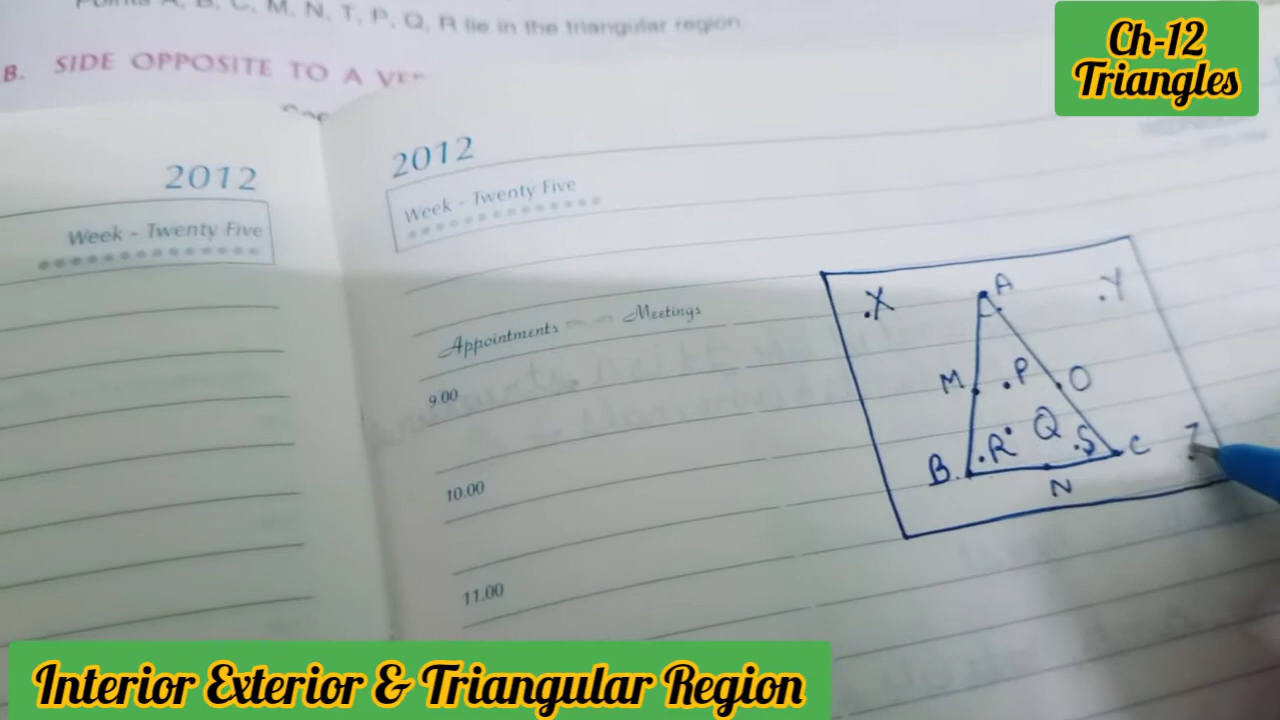 Points A, B, C, M, N, T, P, Q, R lie in the triangular region
Ch-12
Triangles
B. SIDE OPPOSITE TO A
2012
Week - Twenty Five
2012
Week - Twenty Five
Appointments Meetings
9.00
10.00
11.00
X
A
Y
M
P
O
B
R
Q
S
C
Z
N
Interior Exterior & Triangular Region